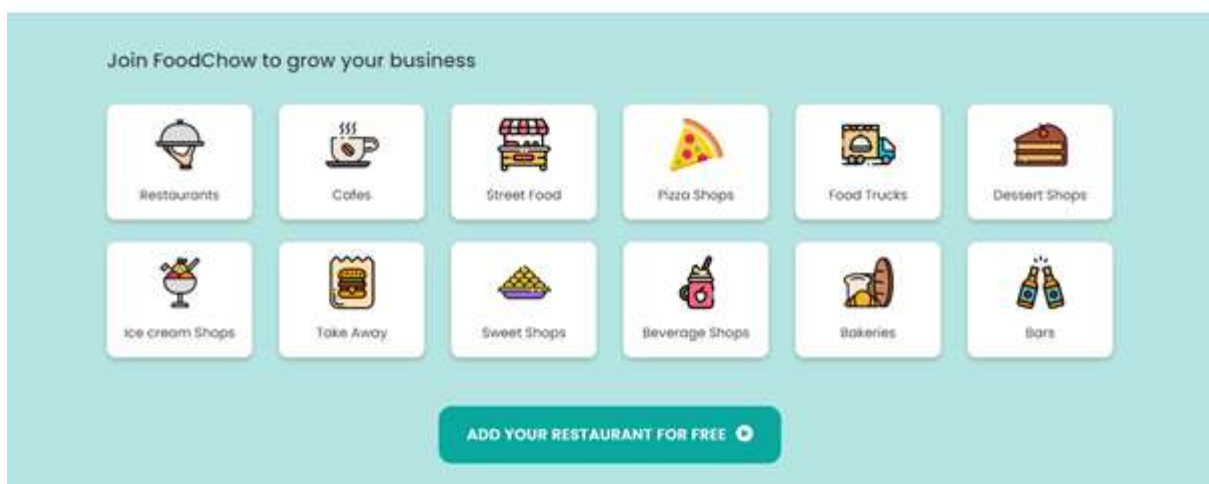 Join FoodChow to grow your business
Restaurants
Cafes
Street Food
Pizza Shops
Food Trucks
Dessert Shops
Ice cream Shops
Take Away
Sweet Shops
Beverage Shops
Bakeries
Bars
ADD YOUR RESTAURANT FOR FREE